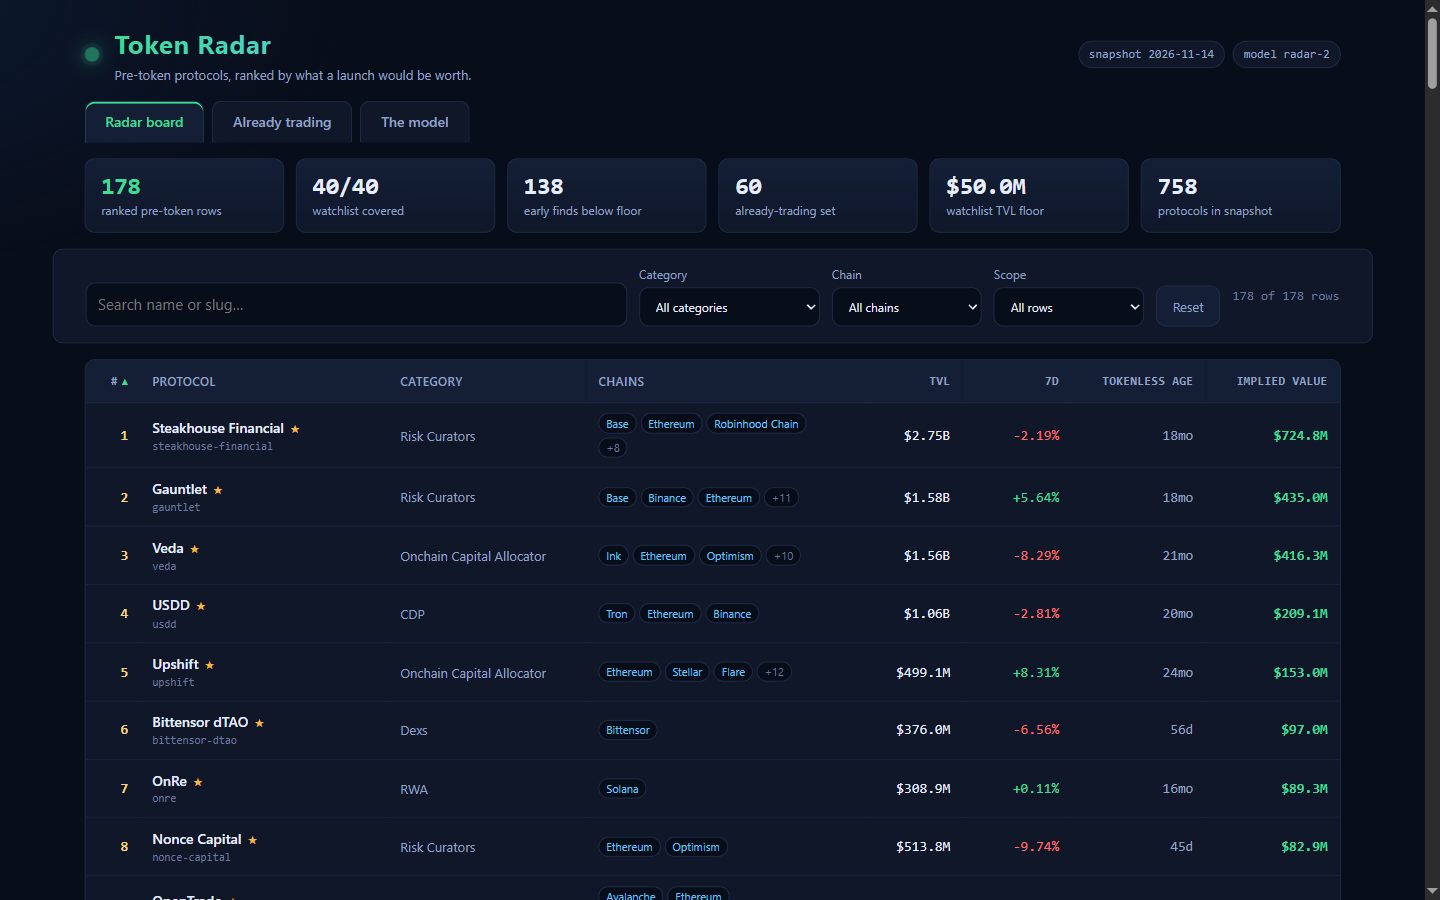 Token Radar
Pre-token protocols, ranked by what a launch would be worth.
snapshot 2026-11-14
model radar-2
Radar board
Already trading
The model
178
ranked pre-token rows
40/40
watchlist covered
138
early finds below floor
60
already-trading set
$50.0M
watchlist TVL floor
758
protocols in snapshot
Search name or slug...
Category
All categories
Chain
All chains
Scope
All rows
Reset
178 of 178 rows
# ▲ PROTOCOL CATEGORY CHAINS TVL 7D TOKENLESS AGE IMPLIED VALUE
1 Steakhouse Financial ★ Risk Curators Base Ethereum Robinhood Chain $2.75B -2.19% 18mo $724.8M
steakhouse-financial +8
2 Gauntlet ★ Risk Curators Base Binance Ethereum +11 $1.58B +5.64% 18mo $435.0M
gauntlet
3 Veda ★ Onchain Capital Allocator Ink Ethereum Optimism +10 $1.56B -8.29% 21mo $416.3M
veda
4 USDD ★ CDP Tron Ethereum Binance $1.06B -2.81% 20mo $209.1M
usdd
5 Upshift ★ Onchain Capital Allocator Ethereum Stellar Flare +12 $499.1M +8.31% 24mo $153.0M
upshift
6 Bittensor dTAO ★ Dexs Bittensor $376.0M -6.56% 56d $97.0M
bittensor-dtao
7 OnRe ★ RWA Solana $308.9M +0.11% 16mo $89.3M
onre
8 Nonce Capital ★ Risk Curators Ethereum Optimism $513.8M -9.74% 45d $82.9M
nonce-capital
Avalanche Ethereum